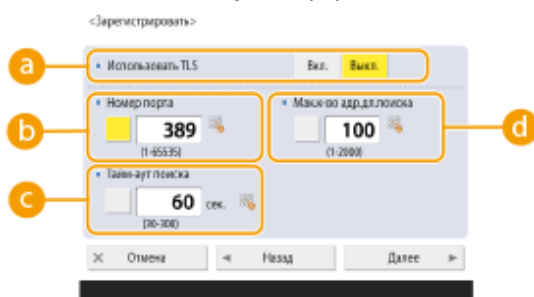 <Зарегистрировать>
a
• Использовать TLS Вкл. Выкл.
b
• Номер порта
389
(1-65535)
• Макс-во адр.дл.поиска
100
(1-2000)
d
c
• Тайм-аут поиска
60 сек.
(30-300)
× Отмена ◄ Назад Далее ►